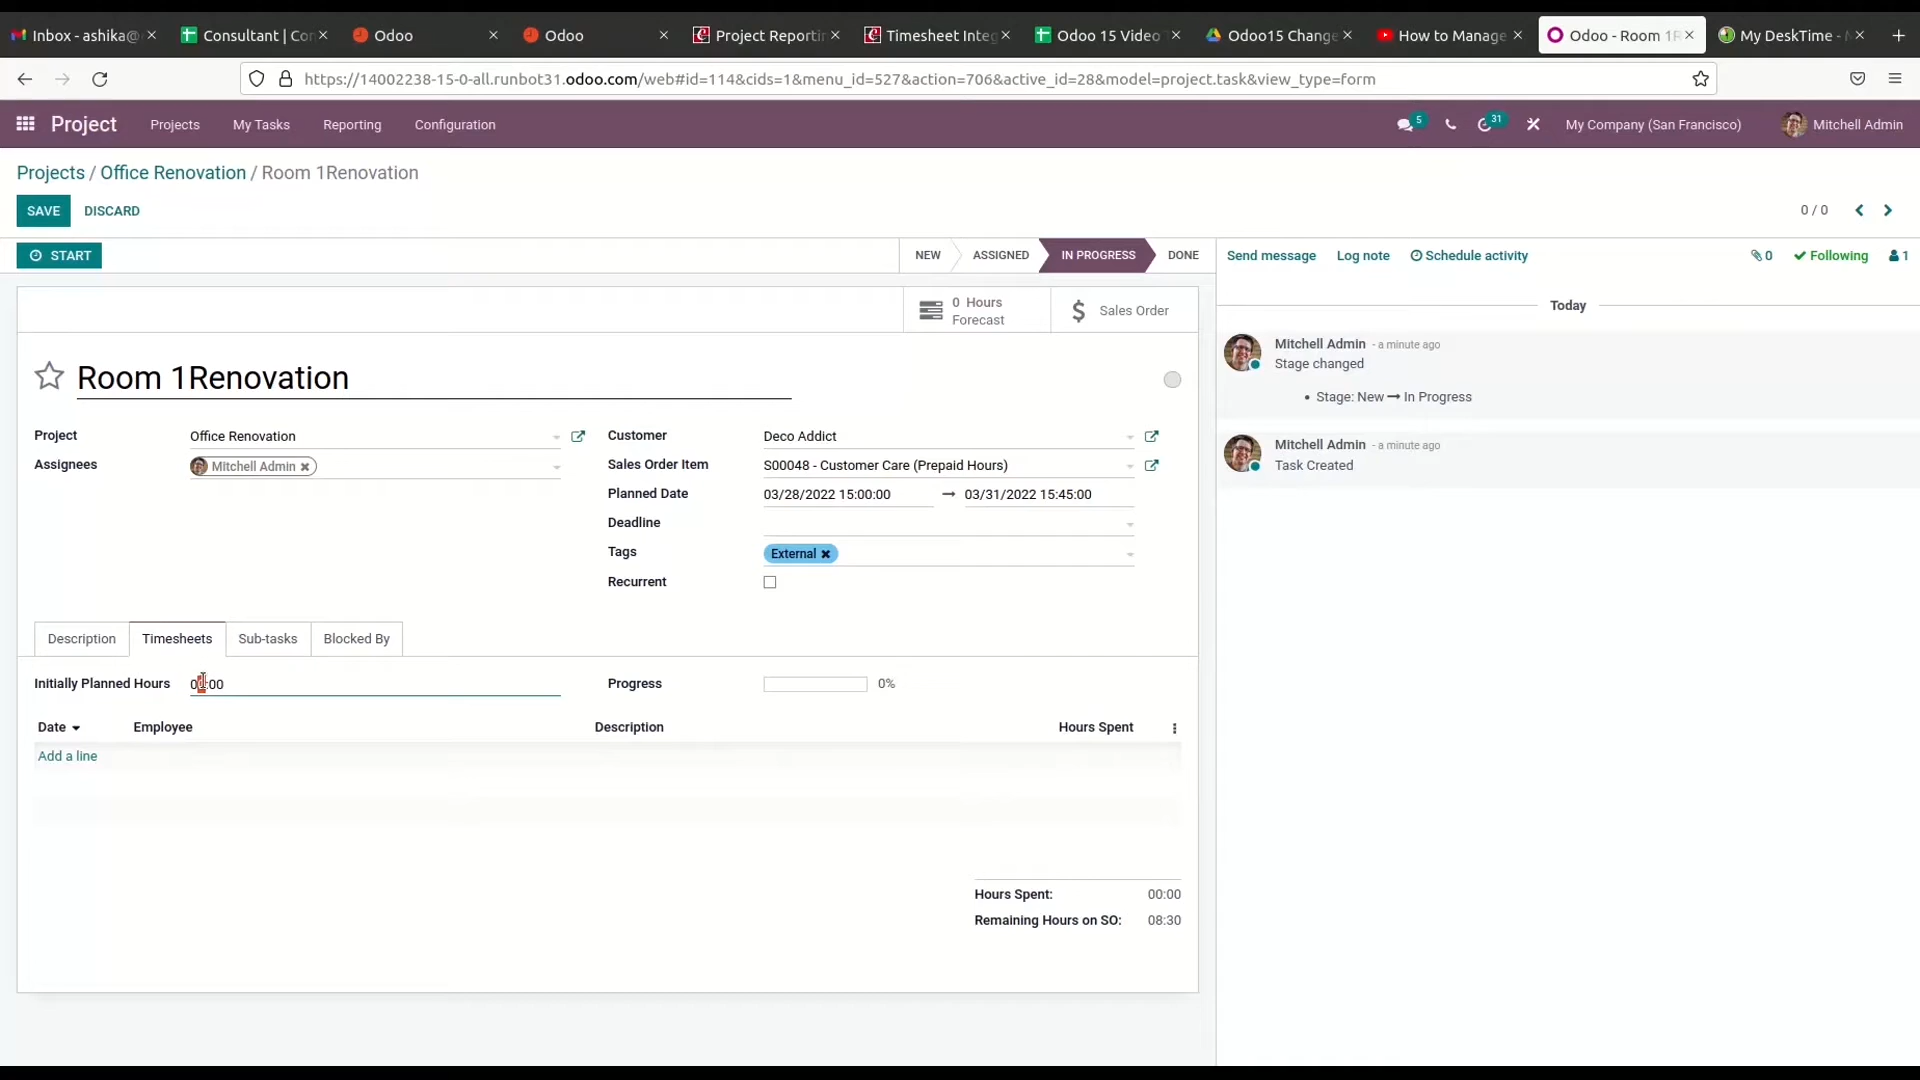 Inbox - ashika@ Consultant | Con Odoo Odoo Project Reportin Timesheet Integ Odoo 15 Video Odoo15 Change How to Manage Odoo - Room 1R My DeskTime -
https://14002238-15-0-all.runbot31.odoo.com/web#id=114&cids=1&menu_id=527&action=706&active_id=28&model=project.task&view_type=form
Project Projects My Tasks Reporting Configuration 5 31 My Company (San Francisco) Mitchell Admin
Projects / Office Renovation / Room 1Renovation
SAVE DISCARD 0 / 0
START NEW ASSIGNED IN PROGRESS DONE Send message Log note Schedule activity 0 Following 1
0 Hours
Forecast
Sales Order
Today
Room 1Renovation
Mitchell Admin - a minute ago
Stage changed
• Stage: New → In Progress
Mitchell Admin - a minute ago
Task Created
Project Office Renovation
Assignees Mitchell Admin
Customer Deco Addict
Sales Order Item S00048 - Customer Care (Prepaid Hours)
Planned Date 03/28/2022 15:00:00 → 03/31/2022 15:45:00
Deadline
Tags External
Recurrent
Description Timesheets Sub-tasks Blocked By
Initially Planned Hours 00:00 Progress 0%
Date Employee Description Hours Spent
Add a line
Hours Spent: 00:00
Remaining Hours on SO: 08:30